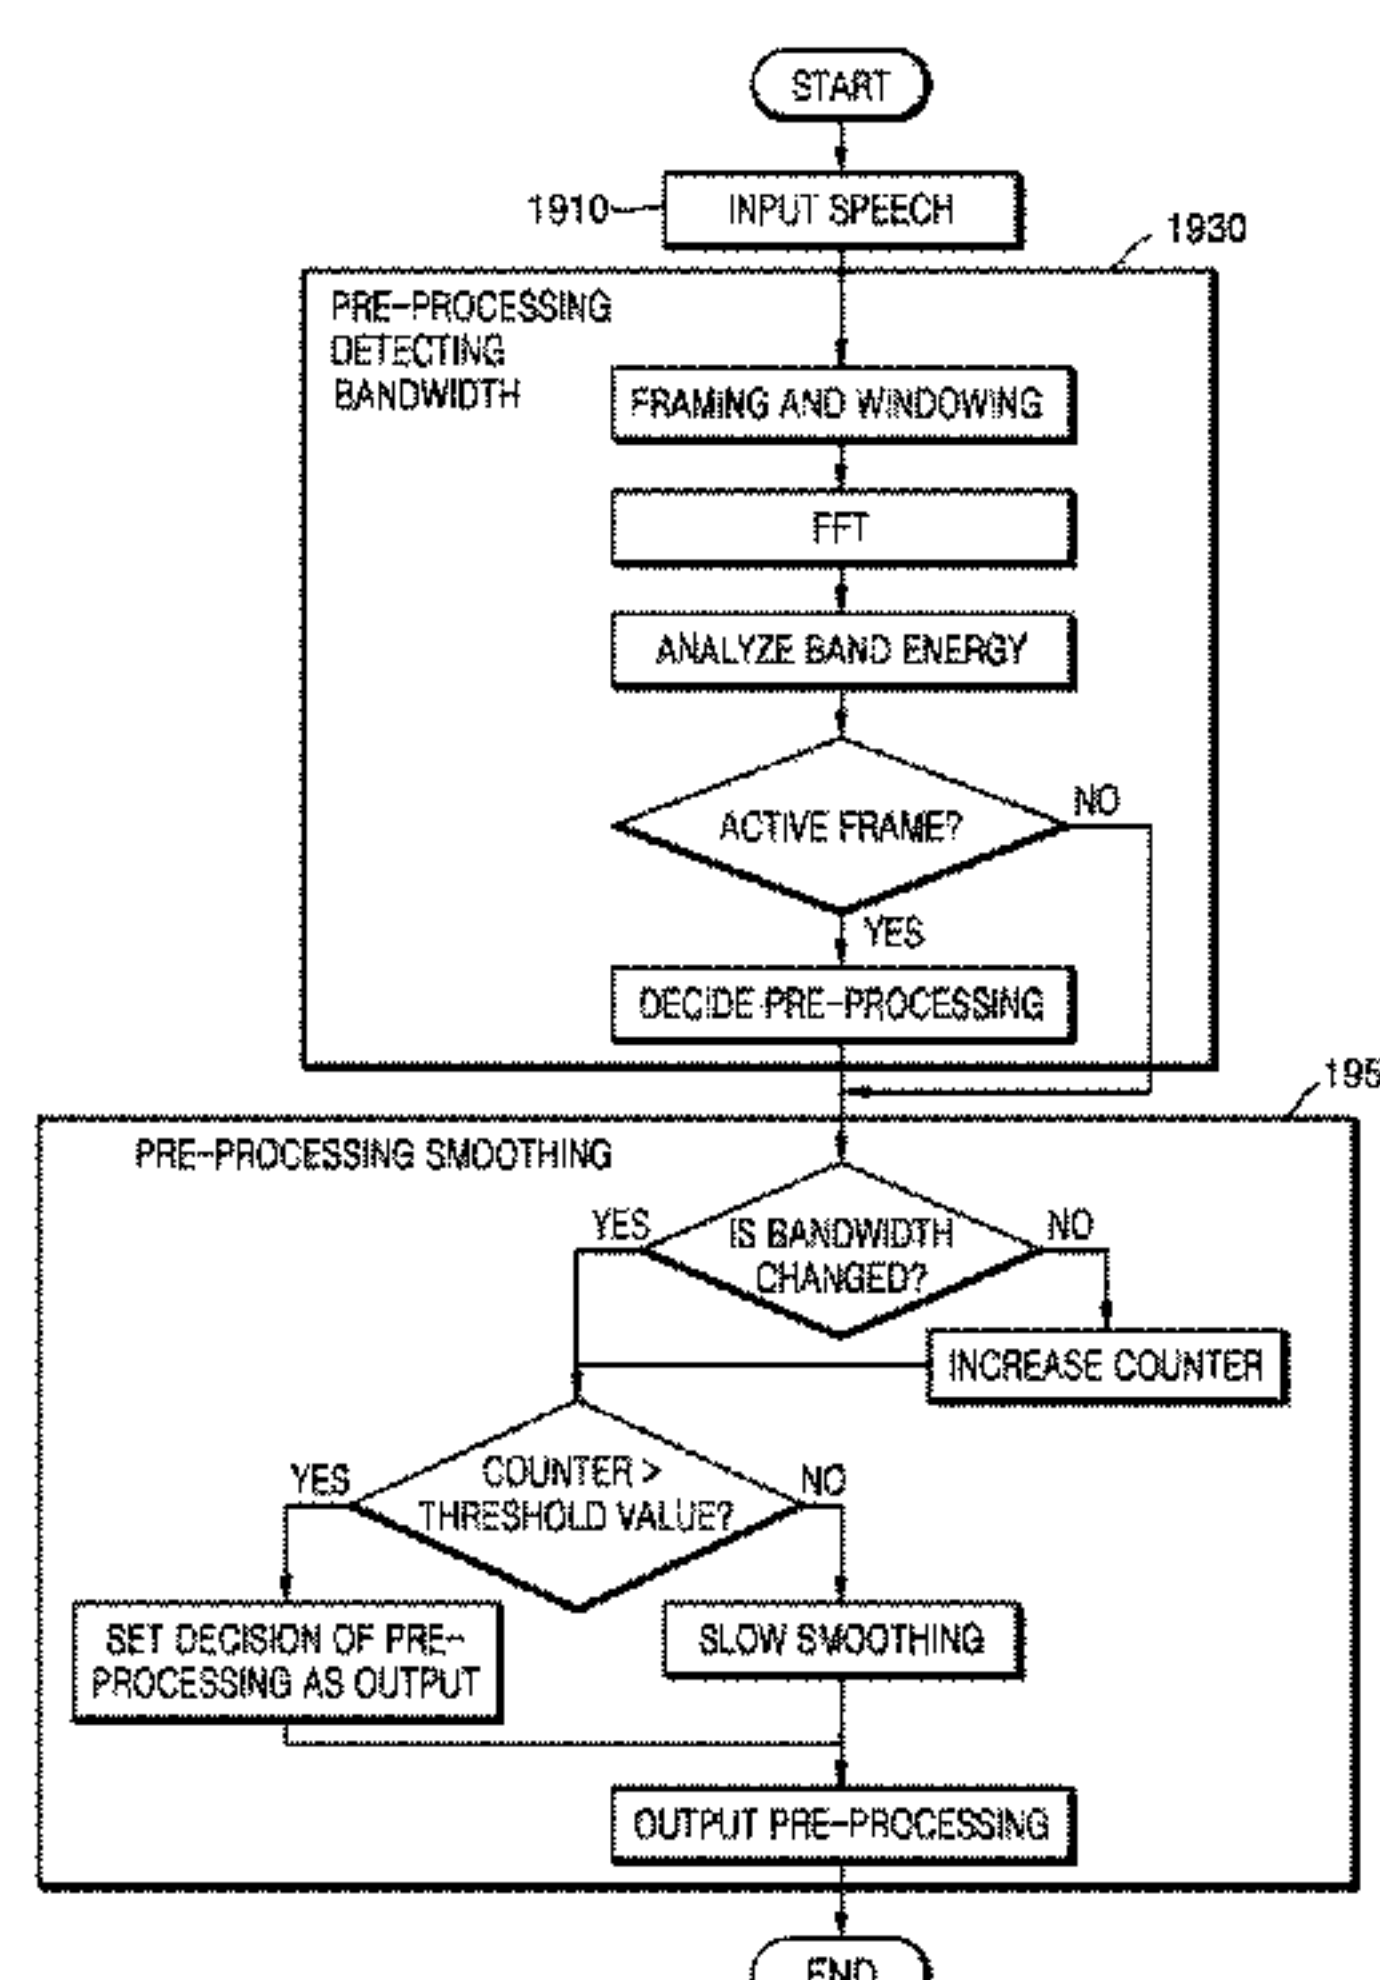 START
1910
INPUT SPEECH
1930
PRE-PROCESSING
DETECTING
BANDWIDTH
FRAMING AND WINDOWING
FFT
ANALYZE BAND ENERGY
ACTIVE FRAME?
NO
YES
DECIDE PRE-PROCESSING
195
PRE-PROCESSING SMOOTHING
YES
IS BANDWIDTH
CHANGED?
NO
INCREASE COUNTER
YES
COUNTER >
THRESHOLD VALUE?
NO
SET DECISION OF PRE-
PROCESSING AS OUTPUT
SLOW SMOOTHING
OUTPUT PRE-PROCESSING
END